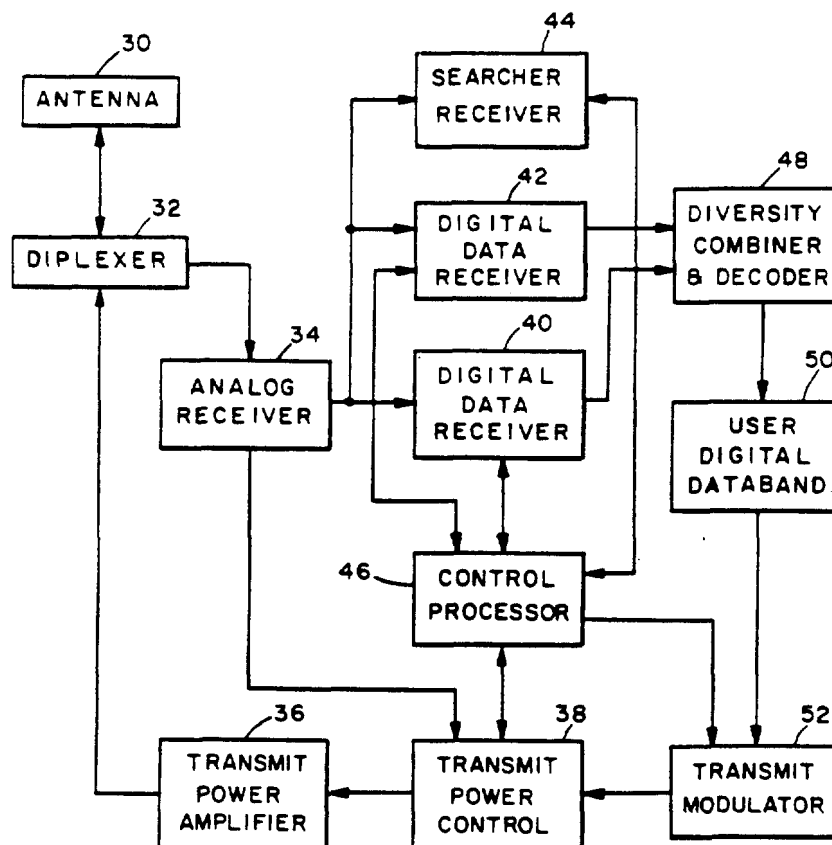 44
30
SEARCHER
RECEIVER
ANTENNA
42
48
32
DIGITAL
DATA
RECEIVER
DIVERSITY
COMBINER
& DECODER
DIPLEXER
34
40
50
ANALOG
RECEIVER
DIGITAL
DATA
RECEIVER
USER
DIGITAL
DATABAND
46
CONTROL
PROCESSOR
36
38
52
TRANSMIT
POWER
AMPLIFIER
TRANSMIT
POWER
CONTROL
TRANSMIT
MODULATOR